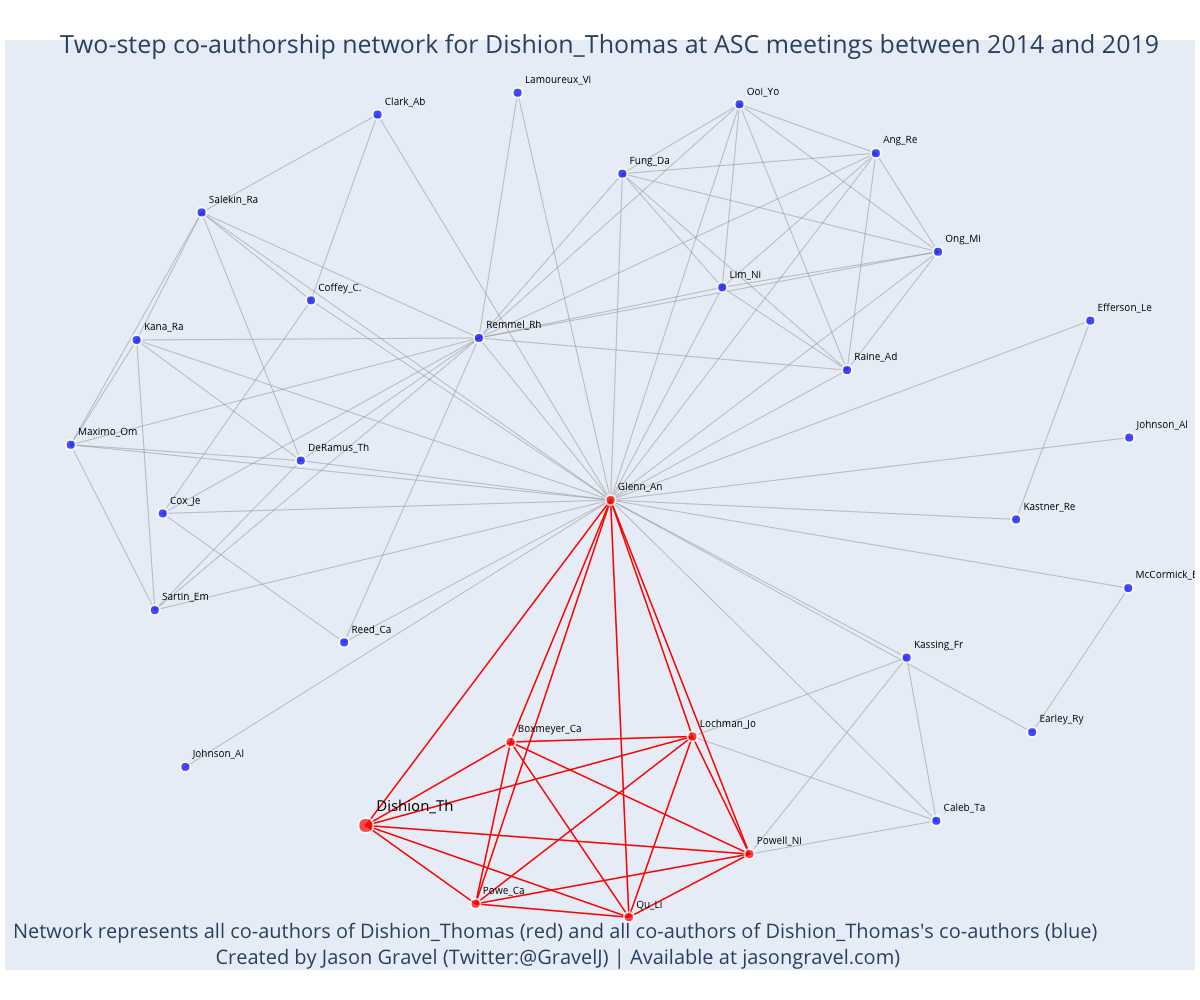 Two-step co-authorship network for Dishion_Thomas at ASC meetings between 2014 and 2019
Lamoureux_Vi
Clark_Ab
Ooi_Yo
Ang_Re
Fung_Da
Salekin_Ra
Ong_Mi
Lim_Ni
Coffey_C.
Efferson_Le
Remmel_Rh
Kana_Ra
Raine_Ad
Johnson_Al
Maximo_Om
DeRamus_Th
Glenn_An
Cox_Je
Kastner_Re
McCormick_E
Sartin_Em
Reed_Ca
Kassing_Fr
Earley_Ry
Lochman_Jo
Boxmeyer_Ca
Johnson_Al
Dishion_Th
Caleb_Ta
Powell_Ni
Powe_Ca
Qu_Li
Network represents all co-authors of Dishion_Thomas (red) and all co-authors of Dishion_Thomas's co-authors (blue)
Created by Jason Gravel (Twitter:@GravelJ) | Available at jasongravel.com)